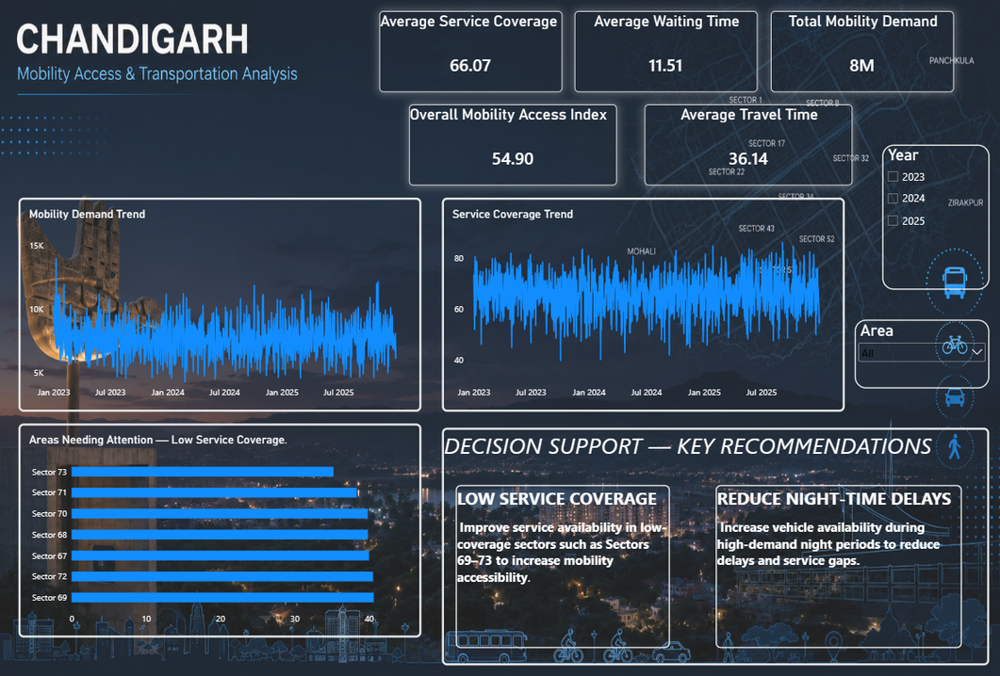 CHANDIGARH
Mobility Access & Transportation Analysis
Average Service Coverage
66.07
Average Waiting Time
11.51
Total Mobility Demand
8M
PANCHKULA
SECTOR 1
SECTOR 8
Overall Mobility Access Index
54.90
Average Travel Time
36.14
SECTOR 17
SECTOR 22
SECTOR 32
SECTOR 34
Year
2023
2024
2025
ZIRAKPUR
Mobility Demand Trend
15K
10K
5K
Jan 2023 Jul 2023 Jan 2024 Jul 2024 Jan 2025 Jul 2025
Service Coverage Trend
SECTOR 43
SECTOR 52
MOHALI
80
60
40
Jan 2023 Jul 2023 Jan 2024 Jul 2024 Jan 2025 Jul 2025
Area
All
Areas Needing Attention — Low Service Coverage.
Sector 73
Sector 71
Sector 70
Sector 68
Sector 67
Sector 72
Sector 69
0 10 20 30 40
DECISION SUPPORT — KEY RECOMMENDATIONS
LOW SERVICE COVERAGE
Improve service availability in low-
coverage sectors such as Sectors
69–73 to increase mobility
accessibility.
REDUCE NIGHT-TIME DELAYS
Increase vehicle availability during
high-demand night periods to reduce
delays and service gaps.